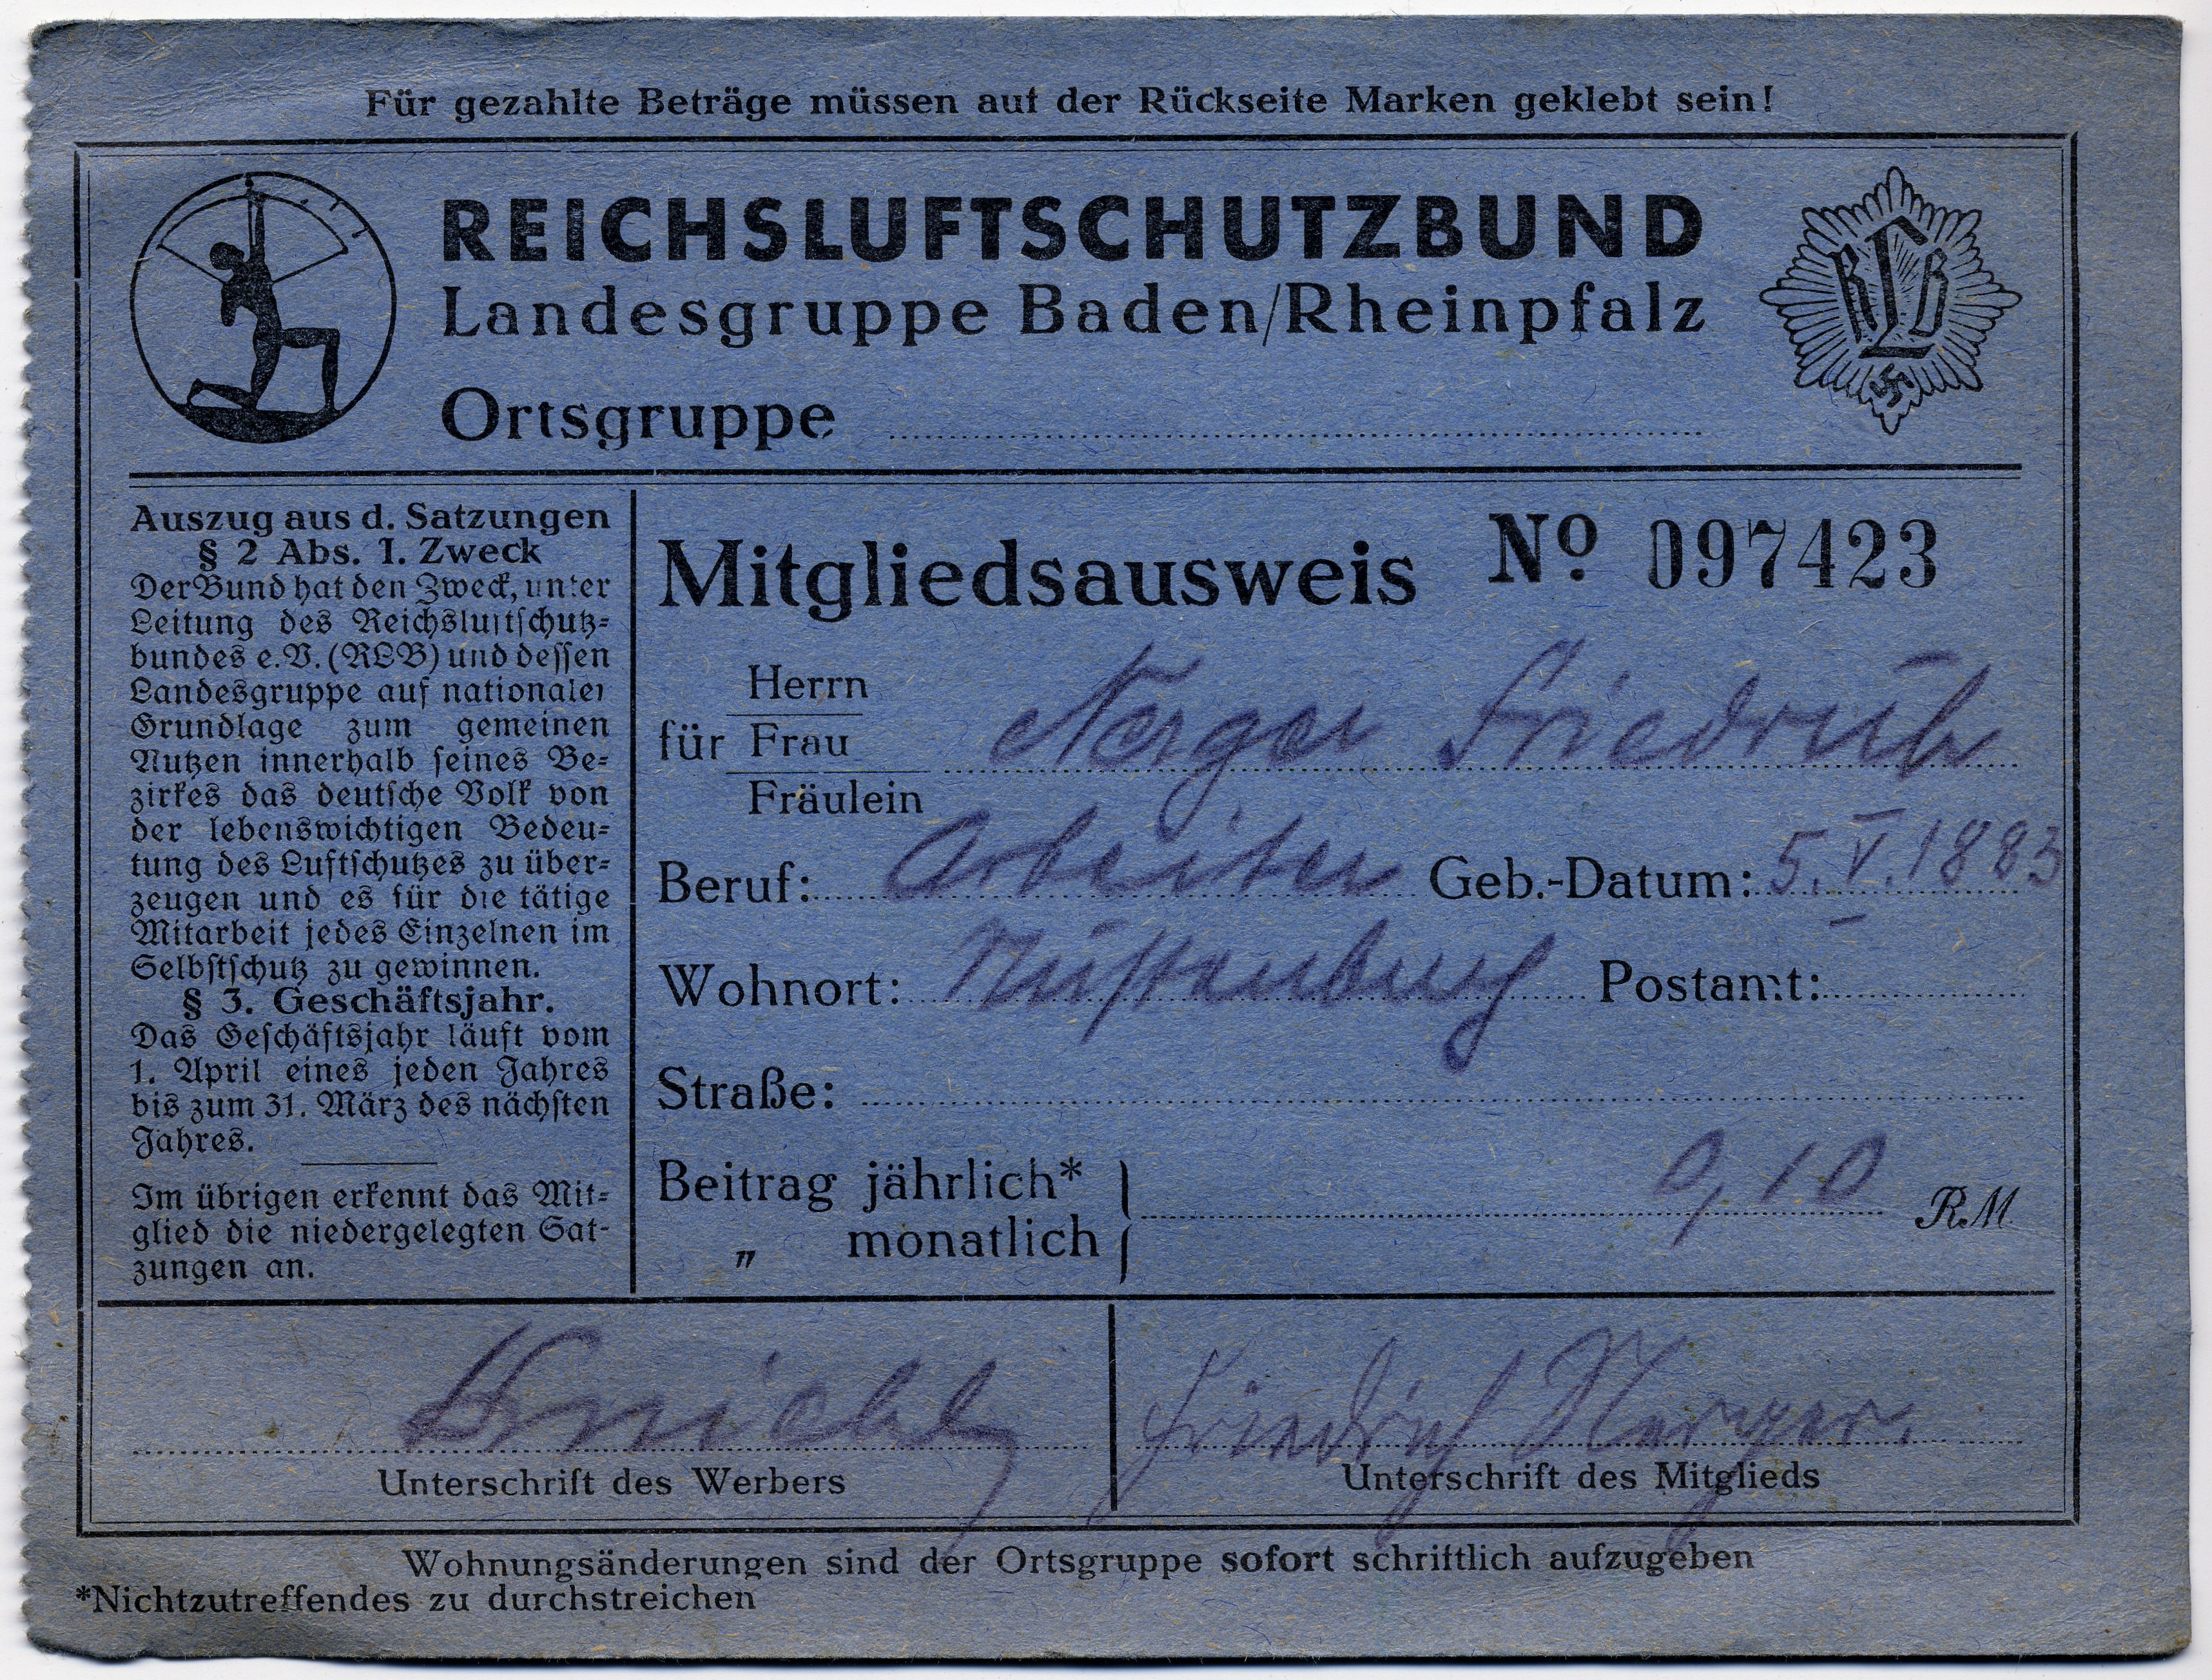 Für gezahlte Beträge müssen auf der Rückseite Marken geklebt sein!
REICHSLUFTSCHUTZBUND
Landesgruppe Baden/Rheinpfalz
RLB
Ortsgruppe
Auszug aus d. Satzungen
§ 2 Abs. 1. Zweck
Der Bund hat den Zweck, unter
Leitung des Reichsluftschutz-
bundes e.V. (RLB) und dessen
Landesgruppe auf nationaler
Grundlage zum gemeinen
Nutzen innerhalb seines Be-
zirkes das deutsche Volk von
der lebenswichtigen Bedeu-
tung des Luftschutzes zu über-
zeugen und es für die tätige
Mitarbeit jedes Einzelnen im
Selbstschutz zu gewinnen.
§ 3. Geschäftsjahr.
Das Geschäftsjahr läuft vom
1. April eines jeden Jahres
bis zum 31. März des nächsten
Jahres.
Im übrigen erkennt das Mit-
glied die niedergelegten Sat-
zungen an.
Mitgliedsausweis No 097423
Herrn
für Frau Nerger Friedrich
Fräulein
Beruf: Arbeiter Geb.-Datum: 5.V.1883
Wohnort: Postamt:
Straße:
Beitrag jährlich*
" monatlich 0,10 RM
Unterschrift des Werbers
Friedrich Nerger.
Unterschrift des Mitglieds
Wohnungsänderungen sind der Ortsgruppe sofort schriftlich aufzugeben
*Nichtzutreffendes zu durchstreichen